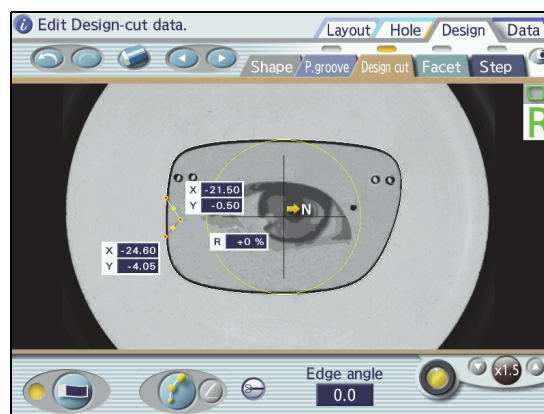 Edit Design-cut data.
Layout Hole Design Data
Shape P.groove Design cut Facet Step
R
X -21.50
Y -0.50
N
R +0 %
X -24.60
Y -4.05
Edge angle
0.0
x1.5